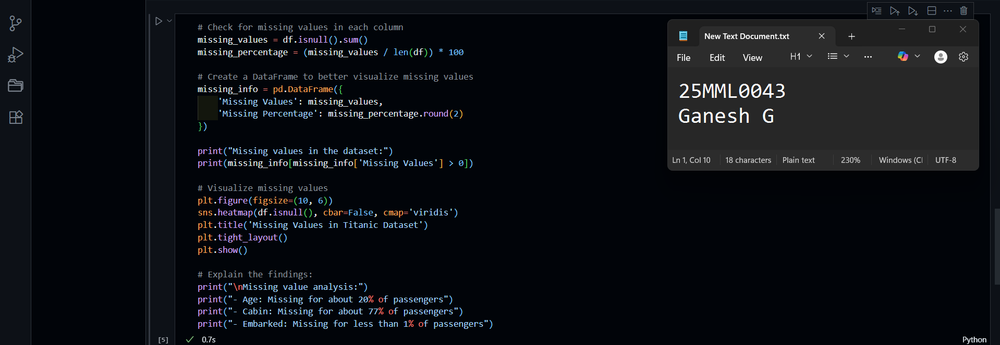 # Check for missing values in each column
missing_values = df.isnull().sum()
missing_percentage = (missing_values / len(df)) * 100

# Create a DataFrame to better visualize missing values
missing_info = pd.DataFrame({
    'Missing Values': missing_values,
    'Missing Percentage': missing_percentage.round(2)
})

print("Missing values in the dataset:")
print(missing_info[missing_info['Missing Values'] > 0])

# Visualize missing values
plt.figure(figsize=(10, 6))
sns.heatmap(df.isnull(), cbar=False, cmap='viridis')
plt.title('Missing Values in Titanic Dataset')
plt.tight_layout()
plt.show()

# Explain the findings:
print("\nMissing value analysis:")
print("- Age: Missing for about 20% of passengers")
print("- Cabin: Missing for about 77% of passengers")
print("- Embarked: Missing for less than 1% of passengers")
[5] 0.7s
Python
New Text Document.txt
File Edit View H1
25MML0043
Ganesh G
Ln 1, Col 10 18 characters Plain text 230% Windows (Cl UTF-8